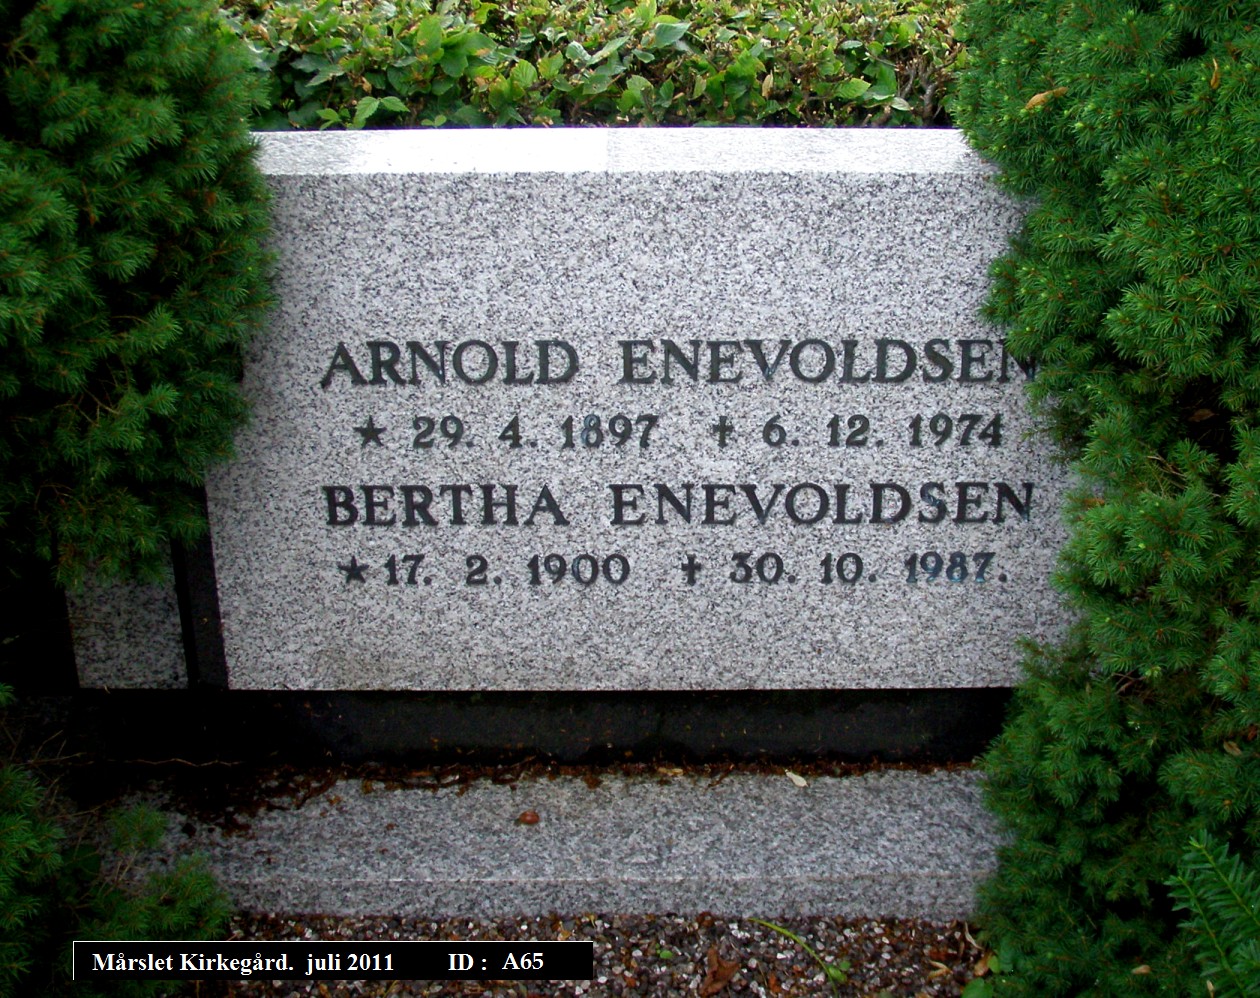 ARNOLD ENEVOLDSEN
★ 29. 4. 1897 ✝ 6. 12. 1974
BERTHA ENEVOLDSEN
★ 17. 2. 1900 ✝ 30. 10. 1987.
Mårslet Kirkegård. juli 2011 ID : A65